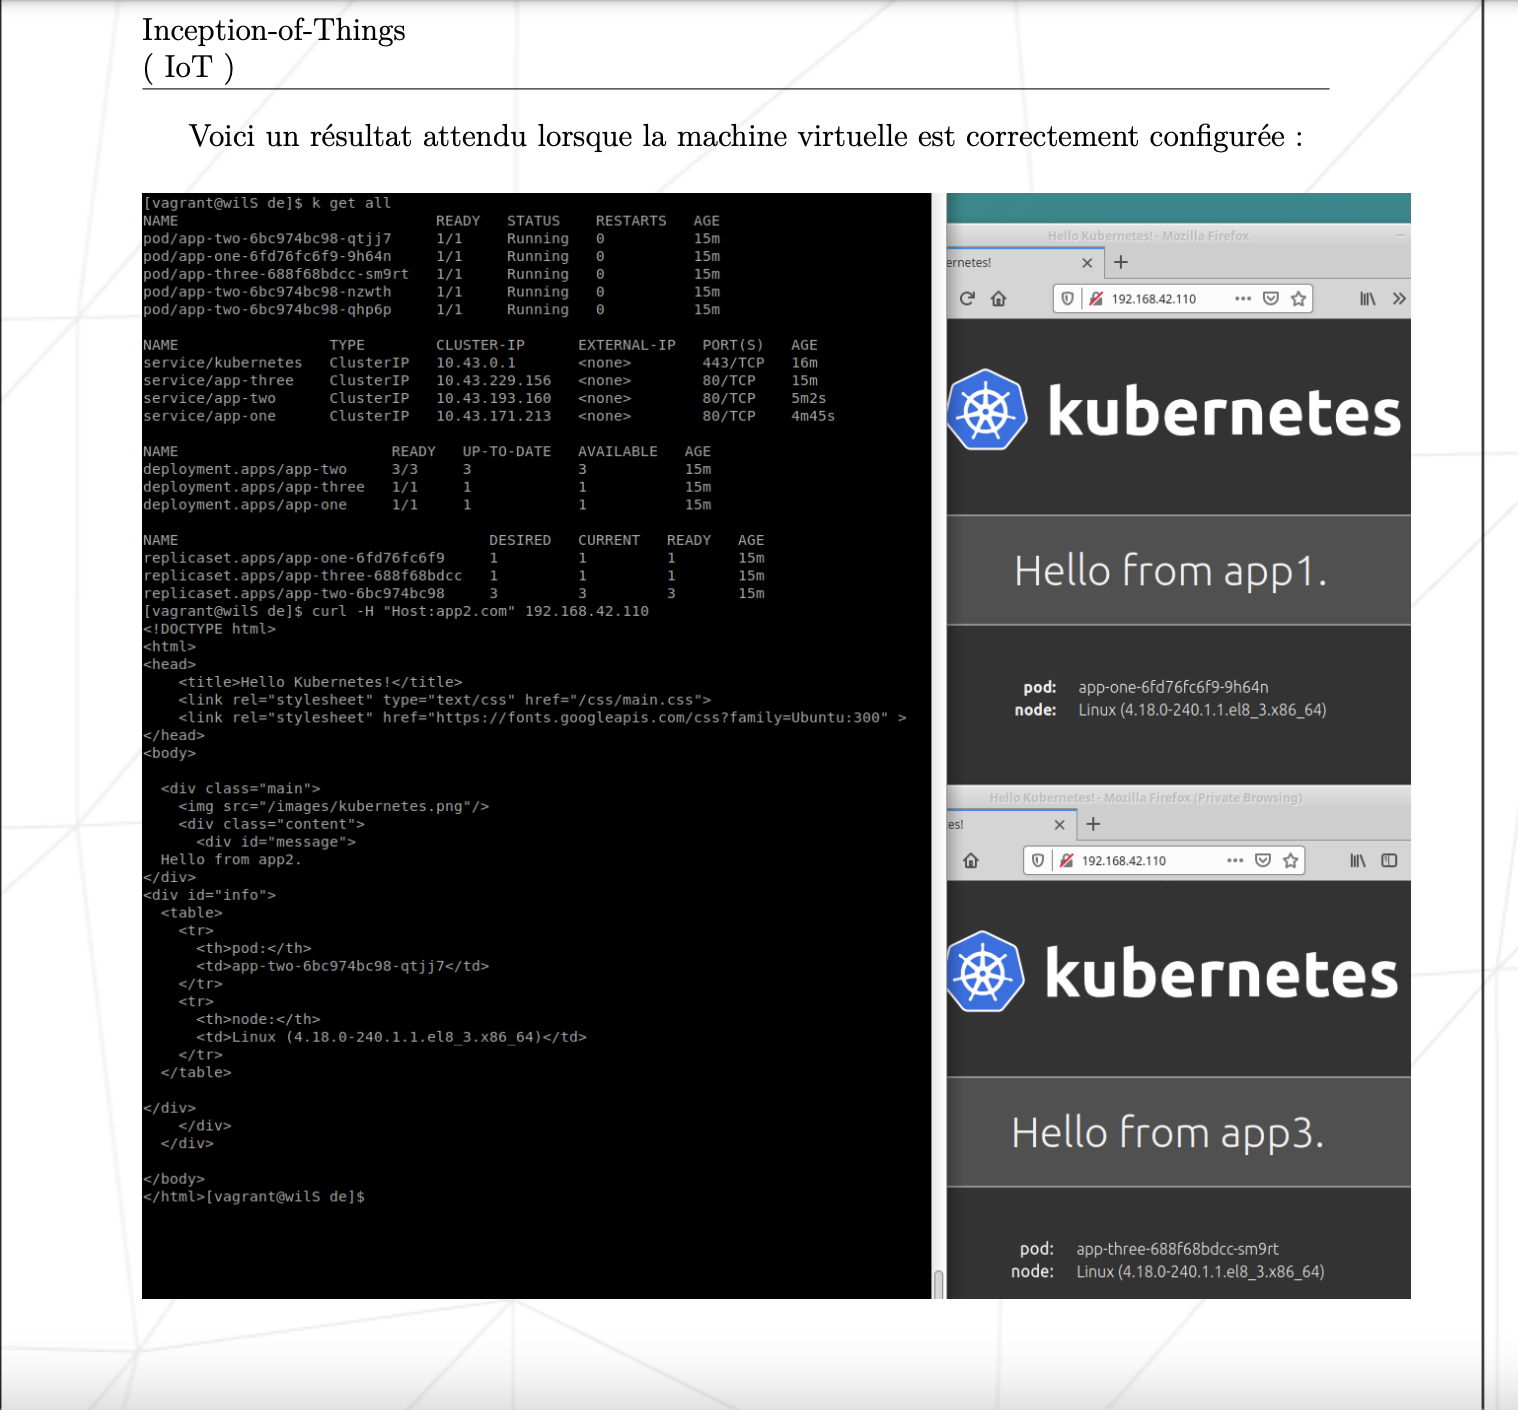 Inception-of-Things
( IoT )
Voici un résultat attendu lorsque la machine virtuelle est correctement configurée :
[vagrant@wilS de]$ k get all
NAME READY STATUS RESTARTS AGE
pod/app-two-6bc974bc98-qtjj7 1/1 Running 0 15m
pod/app-one-6fd76fc6f9-9h64n 1/1 Running 0 15m
pod/app-three-688f68bdcc-sm9rt 1/1 Running 0 15m
pod/app-two-6bc974bc98-nzwth 1/1 Running 0 15m
pod/app-two-6bc974bc98-qhp6p 1/1 Running 0 15m
NAME TYPE CLUSTER-IP EXTERNAL-IP PORT(S) AGE
service/kubernetes ClusterIP 10.43.0.1 <none> 443/TCP 16m
service/app-three ClusterIP 10.43.229.156 <none> 80/TCP 15m
service/app-two ClusterIP 10.43.193.160 <none> 80/TCP 5m2s
service/app-one ClusterIP 10.43.171.213 <none> 80/TCP 4m45s
NAME READY UP-TO-DATE AVAILABLE AGE
deployment.apps/app-two 3/3 3 3 15m
deployment.apps/app-three 1/1 1 1 15m
deployment.apps/app-one 1/1 1 1 15m
NAME DESIRED CURRENT READY AGE
replicaset.apps/app-one-6fd76fc6f9 1 1 1 15m
replicaset.apps/app-three-688f68bdcc 1 1 1 15m
replicaset.apps/app-two-6bc974bc98 3 3 3 15m
[vagrant@wilS de]$ curl -H "Host:app2.com" 192.168.42.110
<!DOCTYPE html>
<html>
<head>
<title>Hello Kubernetes!</title>
<link rel="stylesheet" type="text/css" href="/css/main.css">
<link rel="stylesheet" href="https://fonts.googleapis.com/css?family=Ubuntu:300" >
</head>
<body>
<div class="main">
<img src="/images/kubernetes.png"/>
<div class="content">
<div id="message">
Hello from app2.
</div>
<div id="info">
<table>
<tr>
<th>pod:</th>
<td>app-two-6bc974bc98-qtjj7</td>
</tr>
<tr>
<th>node:</th>
<td>Linux (4.18.0-240.1.1.el8_3.x86_64)</td>
</tr>
</table>
</div>
</div>
</div>
</body>
</html>[vagrant@wilS de]$
Hello Kubernetes! - Mozilla Firefox
ernetes!
192.168.42.110
kubernetes
Hello from app1.
pod: app-one-6fd76fc6f9-9h64n
node: Linux (4.18.0-240.1.1.el8_3.x86_64)
Hello Kubernetes! - Mozilla Firefox (Private Browsing)
es!
192.168.42.110
kubernetes
Hello from app3.
pod: app-three-688f68bdcc-sm9rt
node: Linux (4.18.0-240.1.1.el8_3.x86_64)